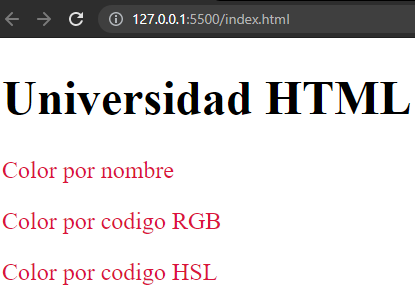 127.0.0.1:5500/index.html
Universidad HTML
Color por nombre
Color por codigo RGB
Color por codigo HSL